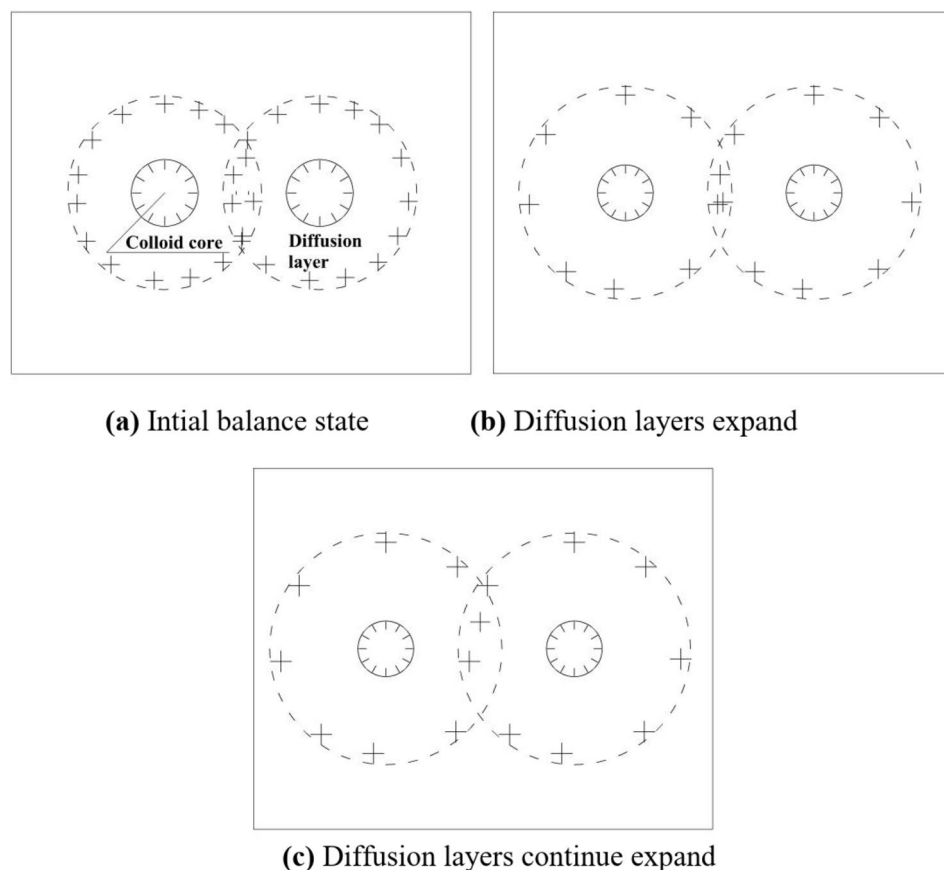 Colloid core
Diffusion
layer
(a) Intial balance state
(b) Diffusion layers expand
(c) Diffusion layers continue expand